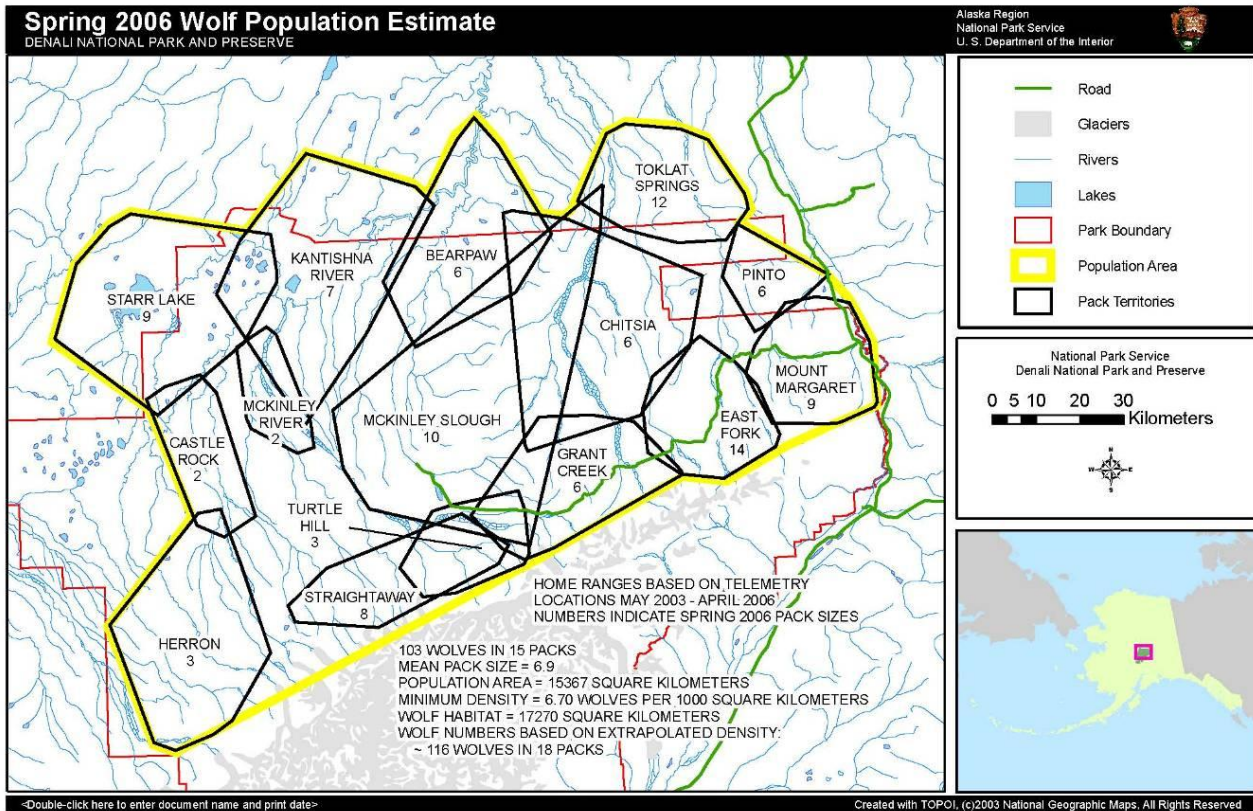 Spring 2006 Wolf Population Estimate
DENALI NATIONAL PARK AND PRESERVE
Alaska Region
National Park Service
U. S. Department of the Interior
TOKLAT
SPRINGS
12
KANTISHNA
RIVER
7
BEARPAW
6
PINTO
6
STARR LAKE
9
CHITSIA
6
MOUNT
MARGARET
9
MCKINLEY
RIVER
2
MCKINLEY SLOUGH
10
EAST
FORK
14
CASTLE
ROCK
2
GRANT
CREEK
6
TURTLE
HILL
3
STRAIGHTAWAY
8
HERRON
3
HOME RANGES BASED ON TELEMETRY
LOCATIONS MAY 2003 - APRIL 2006
NUMBERS INDICATE SPRING 2006 PACK SIZES
103 WOLVES IN 15 PACKS
MEAN PACK SIZE = 6.9
POPULATION AREA = 15367 SQUARE KILOMETERS
MINIMUM DENSITY = 6.70 WOLVES PER 1000 SQUARE KILOMETERS
WOLF HABITAT = 17270 SQUARE KILOMETERS
WOLF NUMBERS BASED ON EXTRAPOLATED DENSITY:
~ 116 WOLVES IN 18 PACKS
Road
Glaciers
Rivers
Lakes
Park Boundary
Population Area
Pack Territories
National Park Service
Denali National Park and Preserve
0 5 10 20 30
Kilometers
N
W E
S
<Double-click here to enter document name and print date>
Created with TOPO!, (c)2003 National Geographic Maps, All Rights Reserved